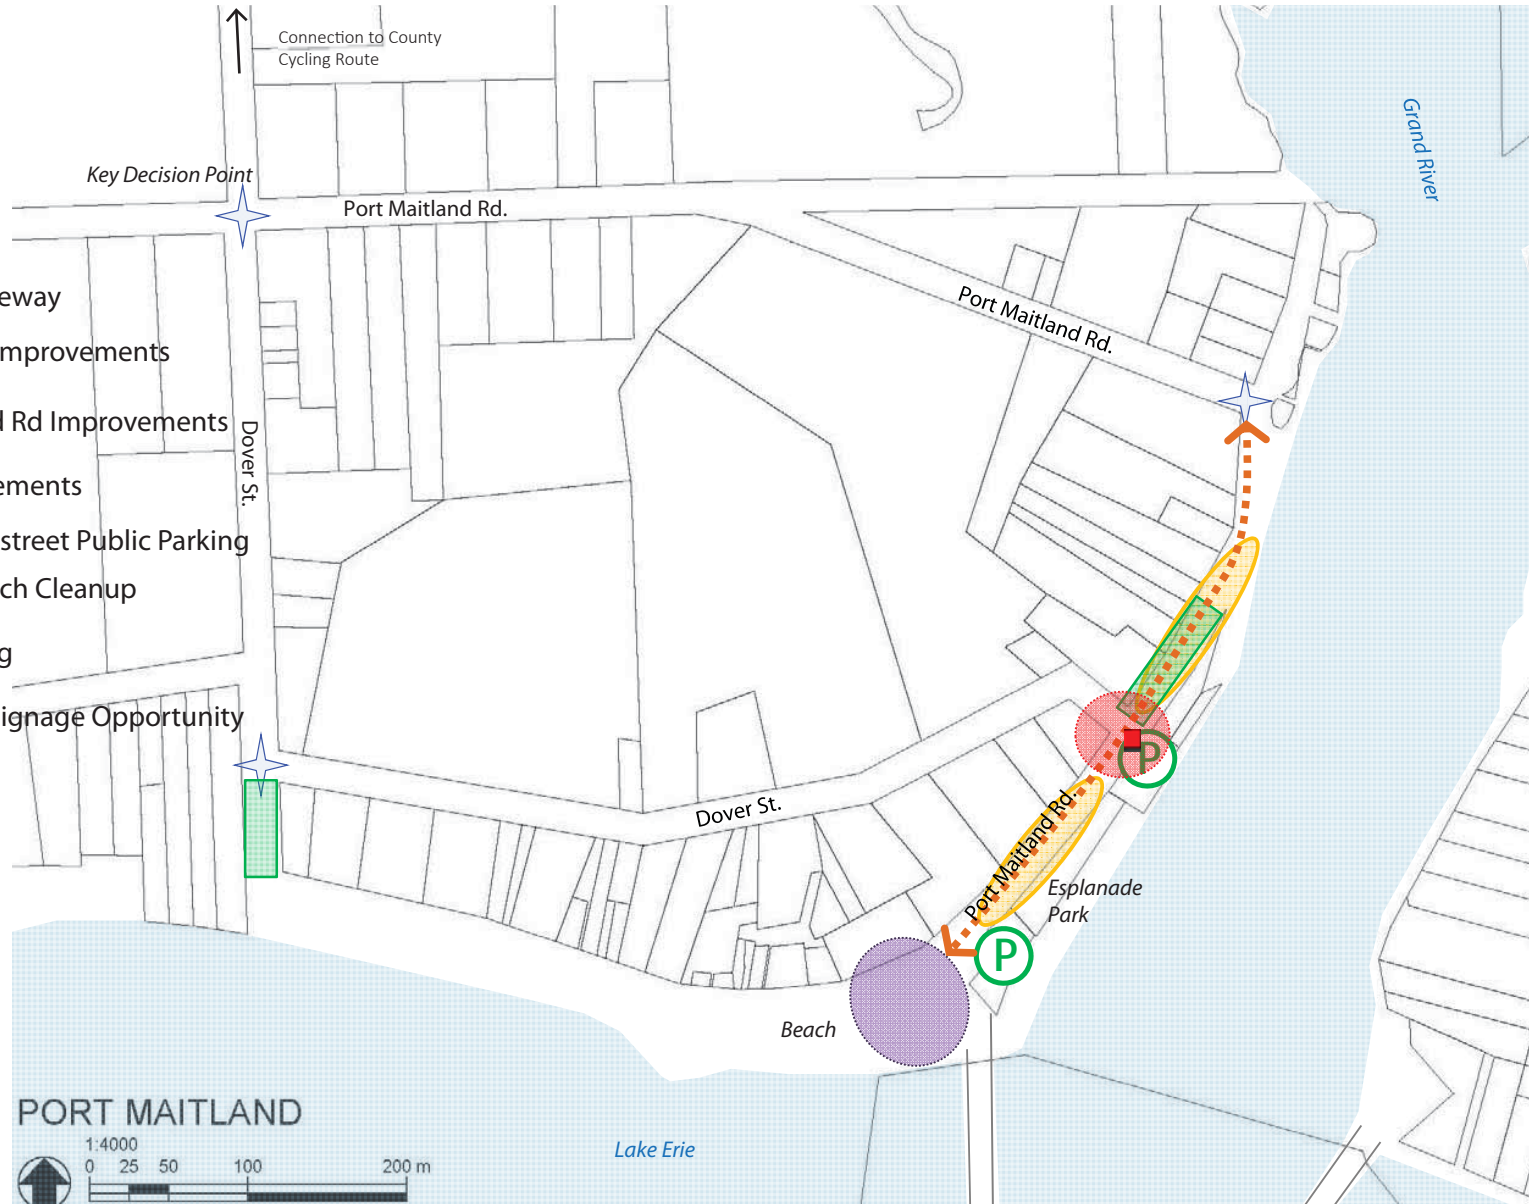 Connection to County
Cycling Route
Grand River
Key Decision Point
Port Maitland Rd.
eway
Port Maitland Rd.
mprovements
d Rd Improvements
Dover St.
ements
street Public Parking
ch Cleanup
g
ignage Opportunity
P
Dover St.
Port Maitland Rd.
Esplanade
Park
P
Beach
PORT MAITLAND
1:4000
0 25 50 100 200 m
Lake Erie